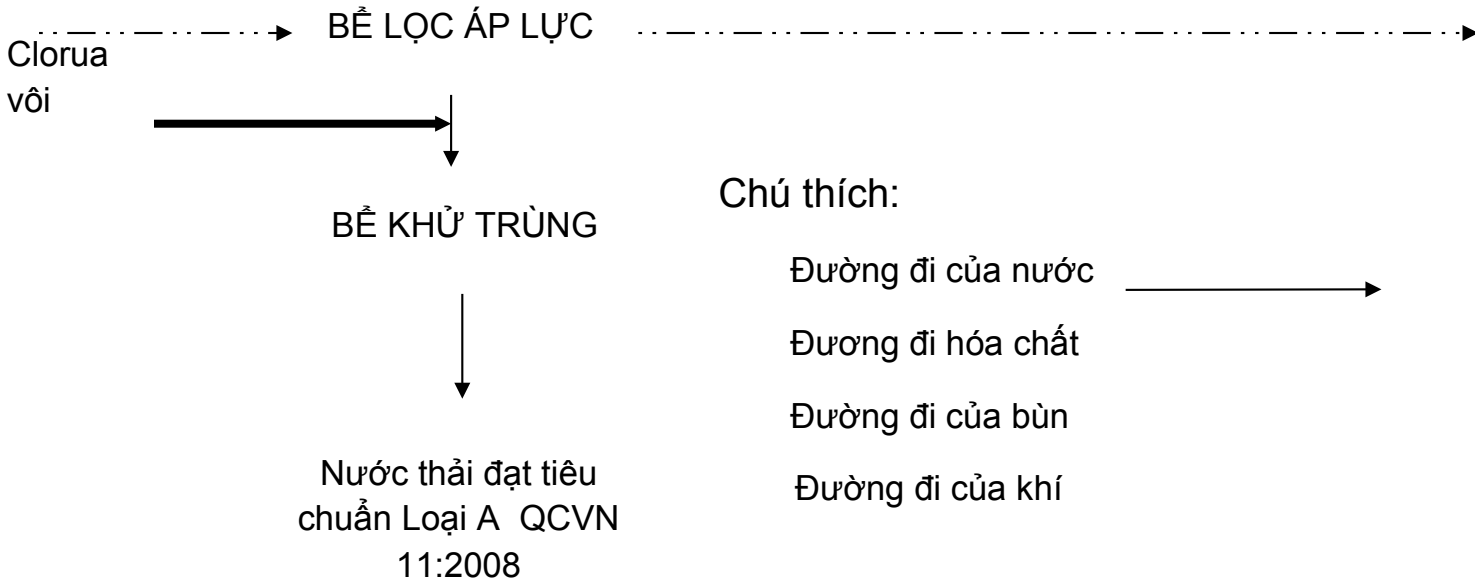 BỂ LỌC ÁP LỰC
Clorua
vôi
BỂ KHỬ TRÙNG
Nước thải đạt tiêu
chuẩn Loại A QCVN
11:2008
Chú thích:
Đường đi của nước
Đương đi hóa chất
Đường đi của bùn
Đường đi của khí